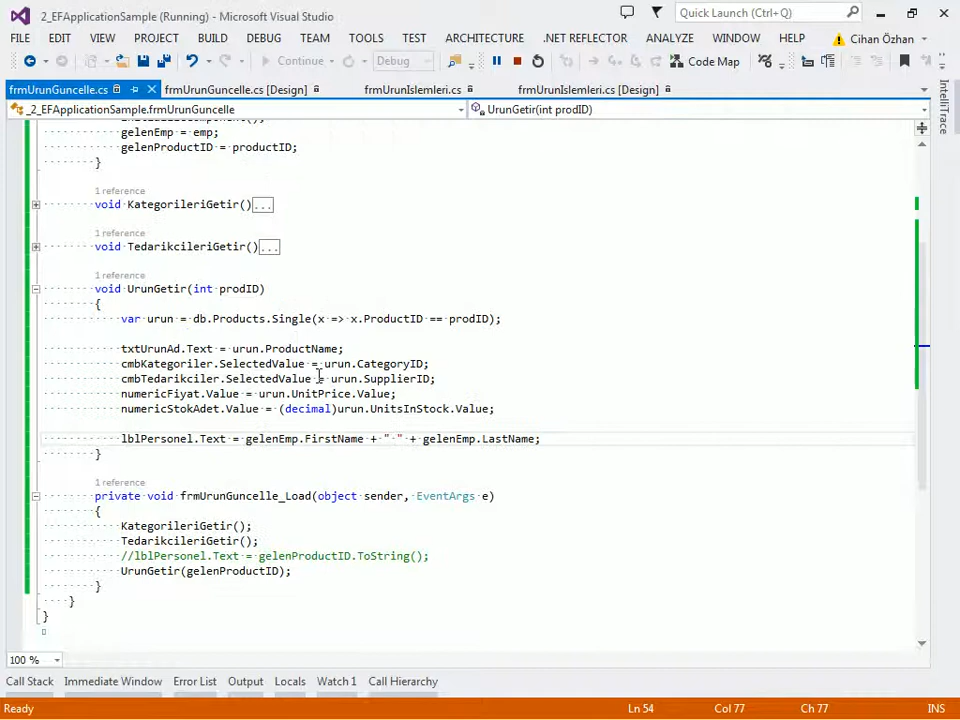 2_EFApplicationSample (Running) - Microsoft Visual Studio
Quick Launch (Ctrl+Q)
FILE EDIT VIEW PROJECT BUILD DEBUG TEAM TOOLS TEST ARCHITECTURE .NET REFLECTOR ANALYZE WINDOW HELP Cihan Özhan
Continue Debug Code Map
frmUrunGuncelle.cs frmUrunGuncelle.cs [Design] frmUrunIslemleri.cs frmUrunIslemleri.cs [Design]
_2_EFApplicationSample.frmUrunGuncelle UrunGetir(int prodID)
IntelliTrace
gelenEmp = emp;
gelenProductID = productID;
}
1 reference
void KategorileriGetir()...
1 reference
void TedarikcileriGetir()...
1 reference
void UrunGetir(int prodID)
{
var urun = db.Products.Single(x => x.ProductID == prodID);
txtUrunAd.Text = urun.ProductName;
cmbKategoriler.SelectedValue = urun.CategoryID;
cmbTedarikciler.SelectedValue = urun.SupplierID;
numericFiyat.Value = urun.UnitPrice.Value;
numericStokAdet.Value = (decimal)urun.UnitsInStock.Value;
lblPersonel.Text = gelenEmp.FirstName + " " + gelenEmp.LastName;
}
1 reference
private void frmUrunGuncelle_Load(object sender, EventArgs e)
{
KategorileriGetir();
TedarikcileriGetir();
//lblPersonel.Text = gelenProductID.ToString();
UrunGetir(gelenProductID);
}
}
}
100 %
Call Stack Immediate Window Error List Output Locals Watch 1 Call Hierarchy
Ln 54 Col 77 Ch 77 INS